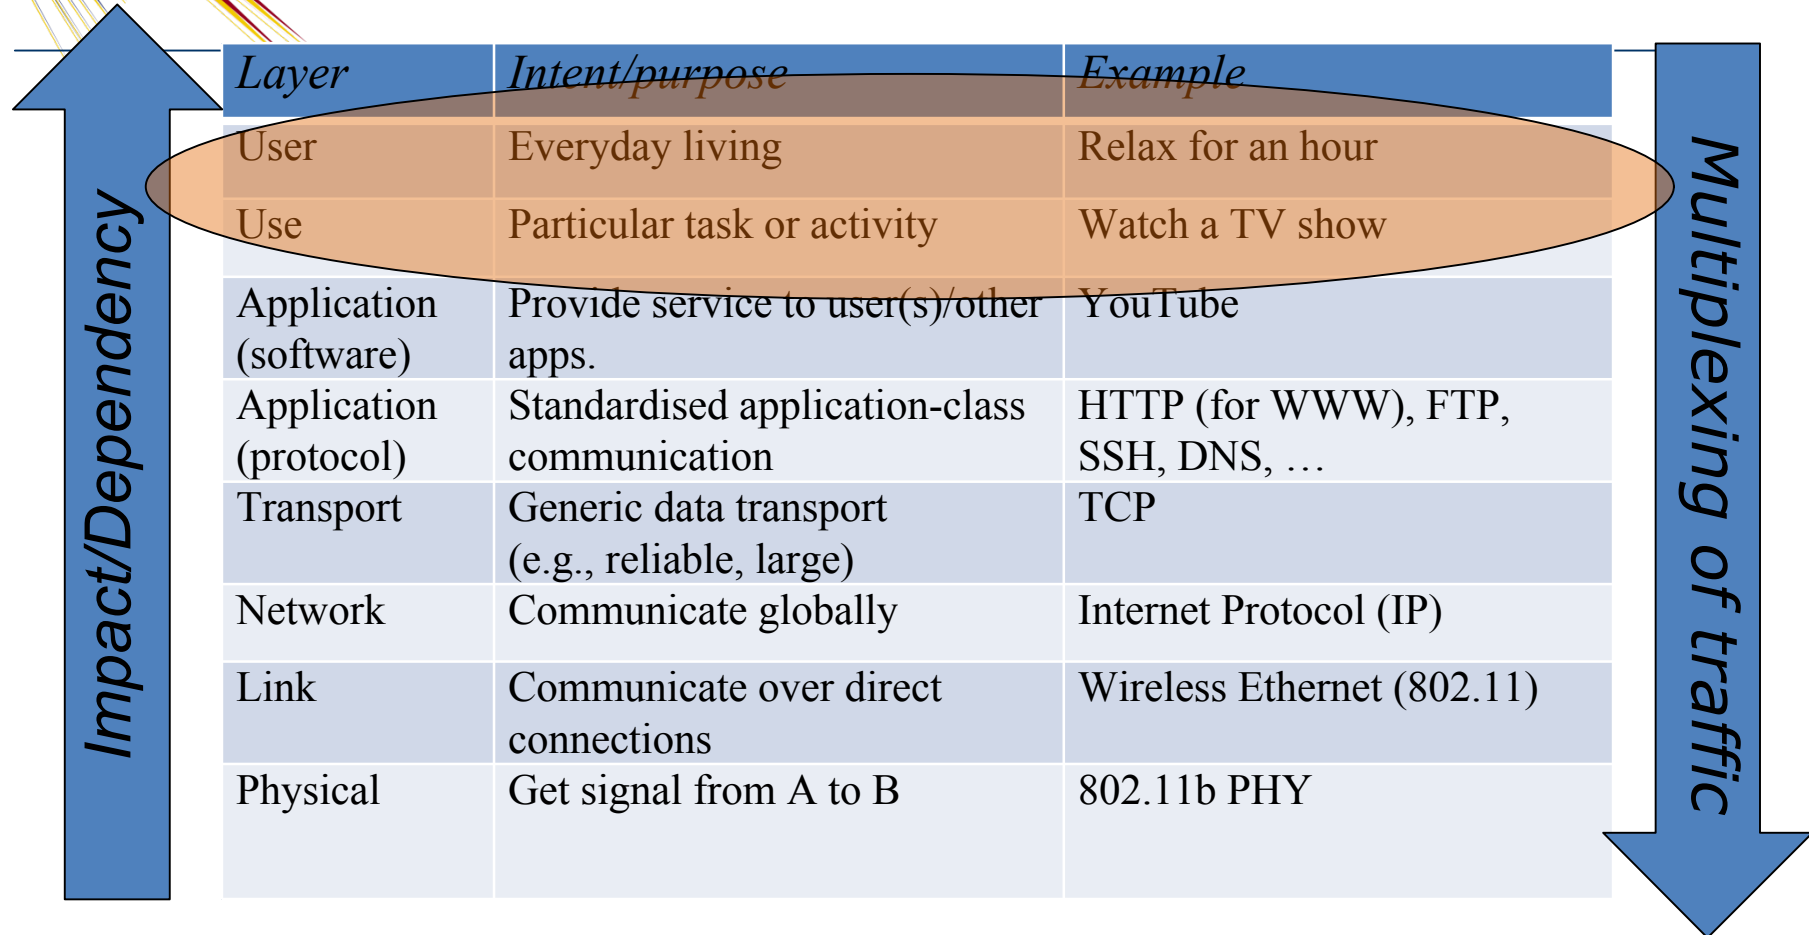 Impact/Dependency
Layer Intent/purpose Example
User Everyday living Relax for an hour
Use Particular task or activity Watch a TV show
Application Provide service to user(s)/other YouTube
(software) apps.
Application Standardised application-class HTTP (for WWW), FTP,
(protocol) communication SSH, DNS, …
Transport Generic data transport TCP
(e.g., reliable, large)
Network Communicate globally Internet Protocol (IP)
Link Communicate over direct Wireless Ethernet (802.11)
connections
Physical Get signal from A to B 802.11b PHY
Multiplexing of traffic